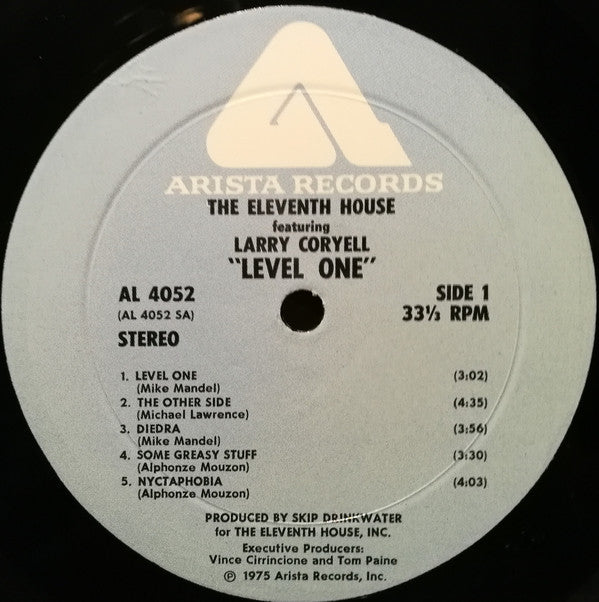 ARISTA RECORDS
THE ELEVENTH HOUSE
featuring
LARRY CORYELL
"LEVEL ONE"
AL 4052
(AL 4052 SA)
STEREO
SIDE 1
33⅓ RPM
1. LEVEL ONE (3:02)
(Mike Mandel)
2. THE OTHER SIDE (4:35)
(Michael Lawrence)
3. DIEDRA (3:56)
(Mike Mandel)
4. SOME GREASY STUFF (3:30)
(Alphonze Mouzon)
5. NYCTAPHOBIA (4:03)
(Alphonze Mouzon)
PRODUCED BY SKIP DRINKWATER
for THE ELEVENTH HOUSE, INC.
Executive Producers:
Vince Cirrincione and Tom Paine
℗ 1975 Arista Records, Inc.